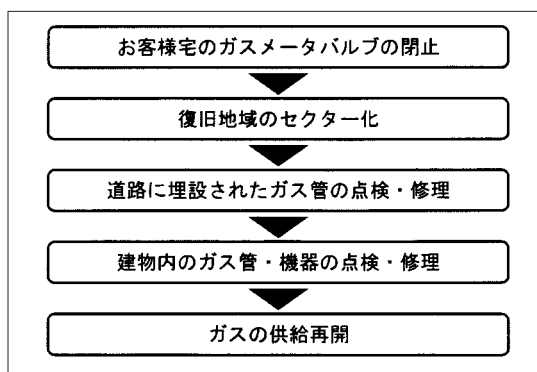 お客様宅のガスメータバルブの閉止
復旧地域のセクター化
道路に埋設されたガス管の点検・修理
建物内のガス管・機器の点検・修理
ガスの供給再開